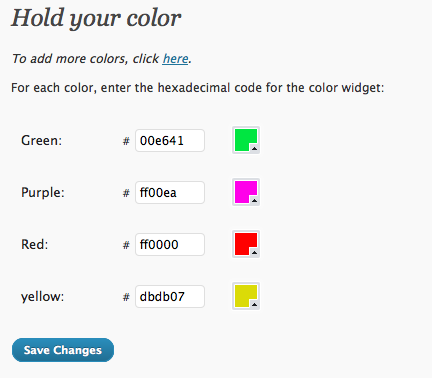 Hold your color
To add more colors, click here.
For each color, enter the hexadecimal code for the color widget:
Green: # 00e641
Purple: # ff00ea
Red: # ff0000
yellow: # dbdb07
Save Changes